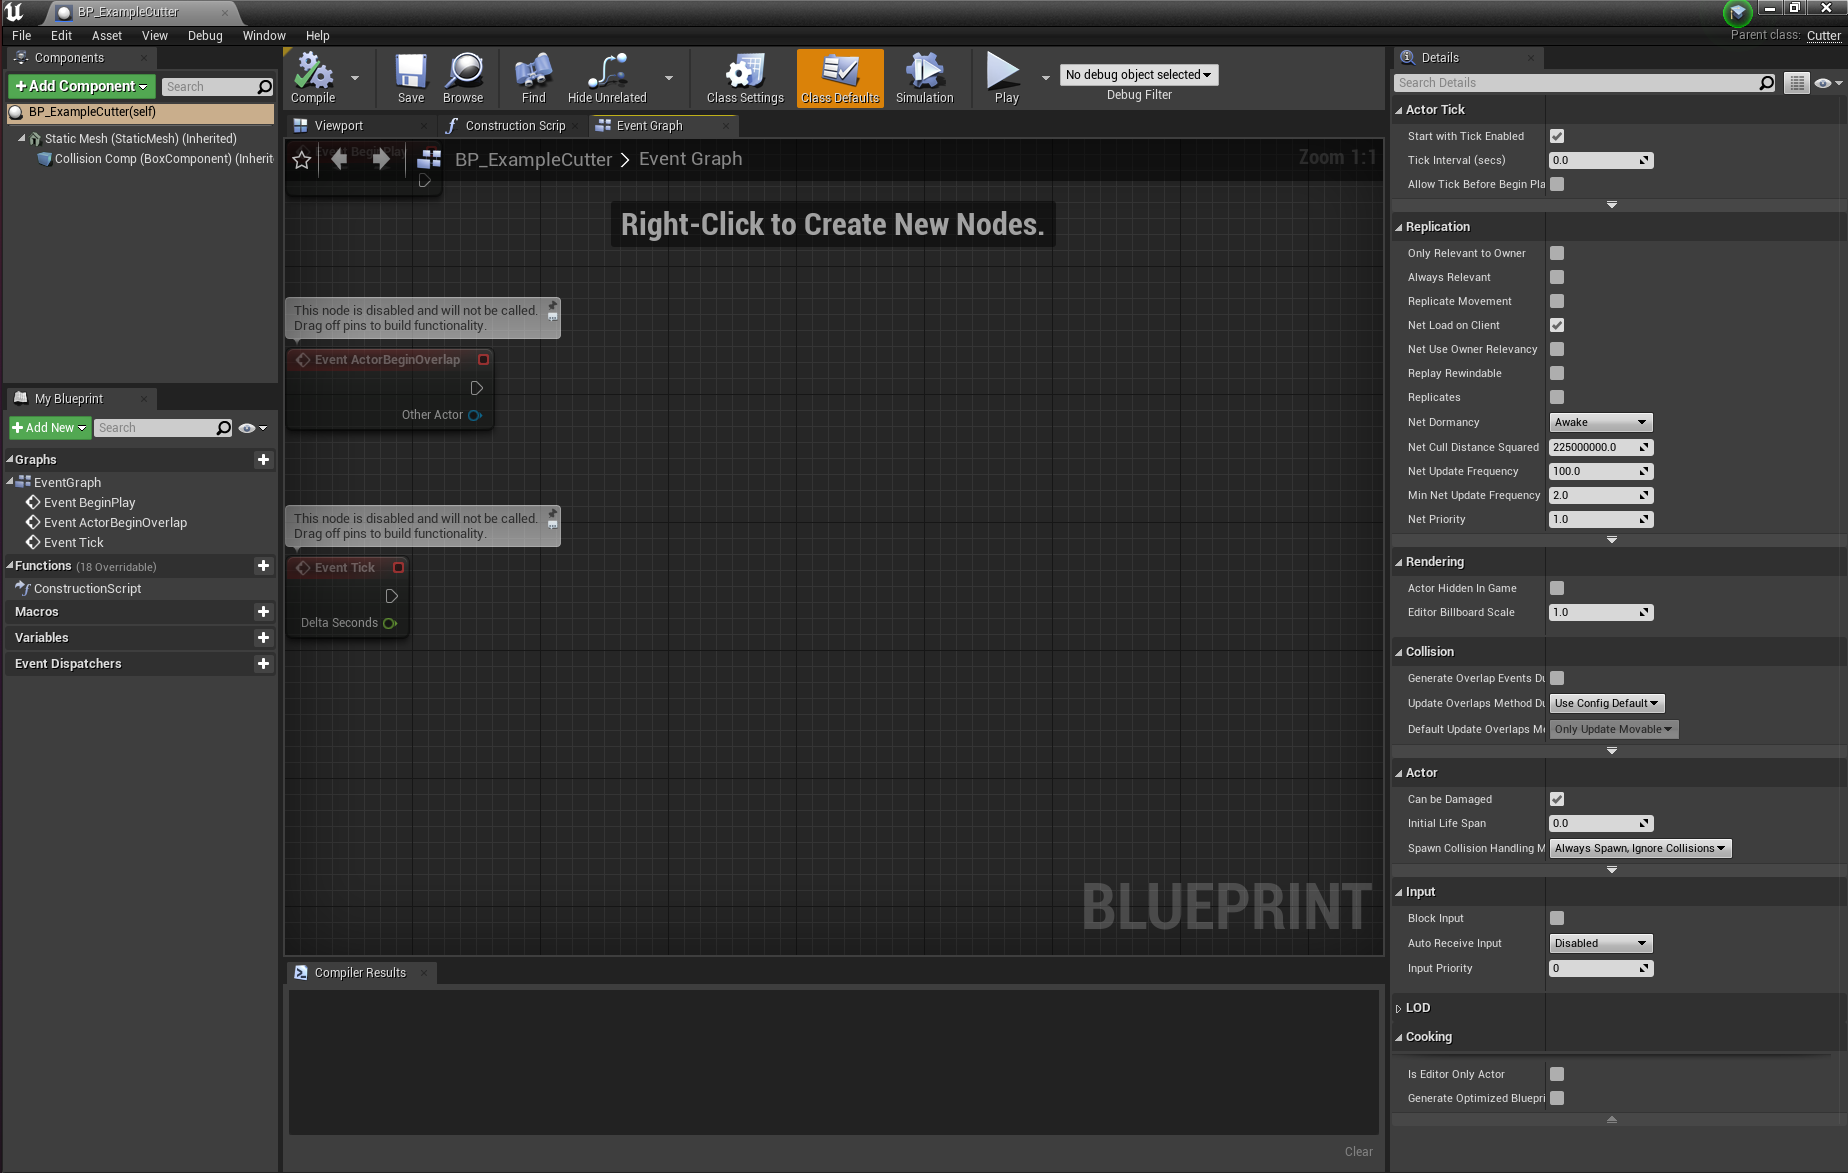 BP_ExampleCutter
File Edit Asset View Debug Window Help
Parent class: Cutter
Components
+ Add Component
Search
BP_ExampleCutter(self)
Static Mesh (StaticMesh) (Inherited)
Collision Comp (BoxComponent) (Inherit
My Blueprint
+ Add New
Search
Graphs
EventGraph
Event BeginPlay
Event ActorBeginOverlap
Event Tick
Functions (18 Overridable)
ConstructionScript
Macros
Variables
Event Dispatchers
Compile
Save
Browse
Find
Hide Unrelated
Class Settings
Class Defaults
Simulation
Play
No debug object selected
Debug Filter
Viewport
Construction Scrip
Event Graph
Event BeginPlay
BP_ExampleCutter > Event Graph
Zoom 1:1
Right-Click to Create New Nodes.
This node is disabled and will not be called.
Drag off pins to build functionality.
Event ActorBeginOverlap
Other Actor
This node is disabled and will not be called.
Drag off pins to build functionality.
Event Tick
Delta Seconds
BLUEPRINT
Compiler Results
Clear
Details
Search Details
Actor Tick
Start with Tick Enabled
Tick Interval (secs) 0.0
Allow Tick Before Begin Pla
Replication
Only Relevant to Owner
Always Relevant
Replicate Movement
Net Load on Client
Net Use Owner Relevancy
Replay Rewindable
Replicates
Net Dormancy Awake
Net Cull Distance Squared 225000000.0
Net Update Frequency 100.0
Min Net Update Frequency 2.0
Net Priority 1.0
Rendering
Actor Hidden In Game
Editor Billboard Scale 1.0
Collision
Generate Overlap Events Du
Update Overlaps Method Du Use Config Default
Default Update Overlaps Me Only Update Movable
Actor
Can be Damaged
Initial Life Span 0.0
Spawn Collision Handling M Always Spawn, Ignore Collisions
Input
Block Input
Auto Receive Input Disabled
Input Priority 0
LOD
Cooking
Is Editor Only Actor
Generate Optimized Bluepri